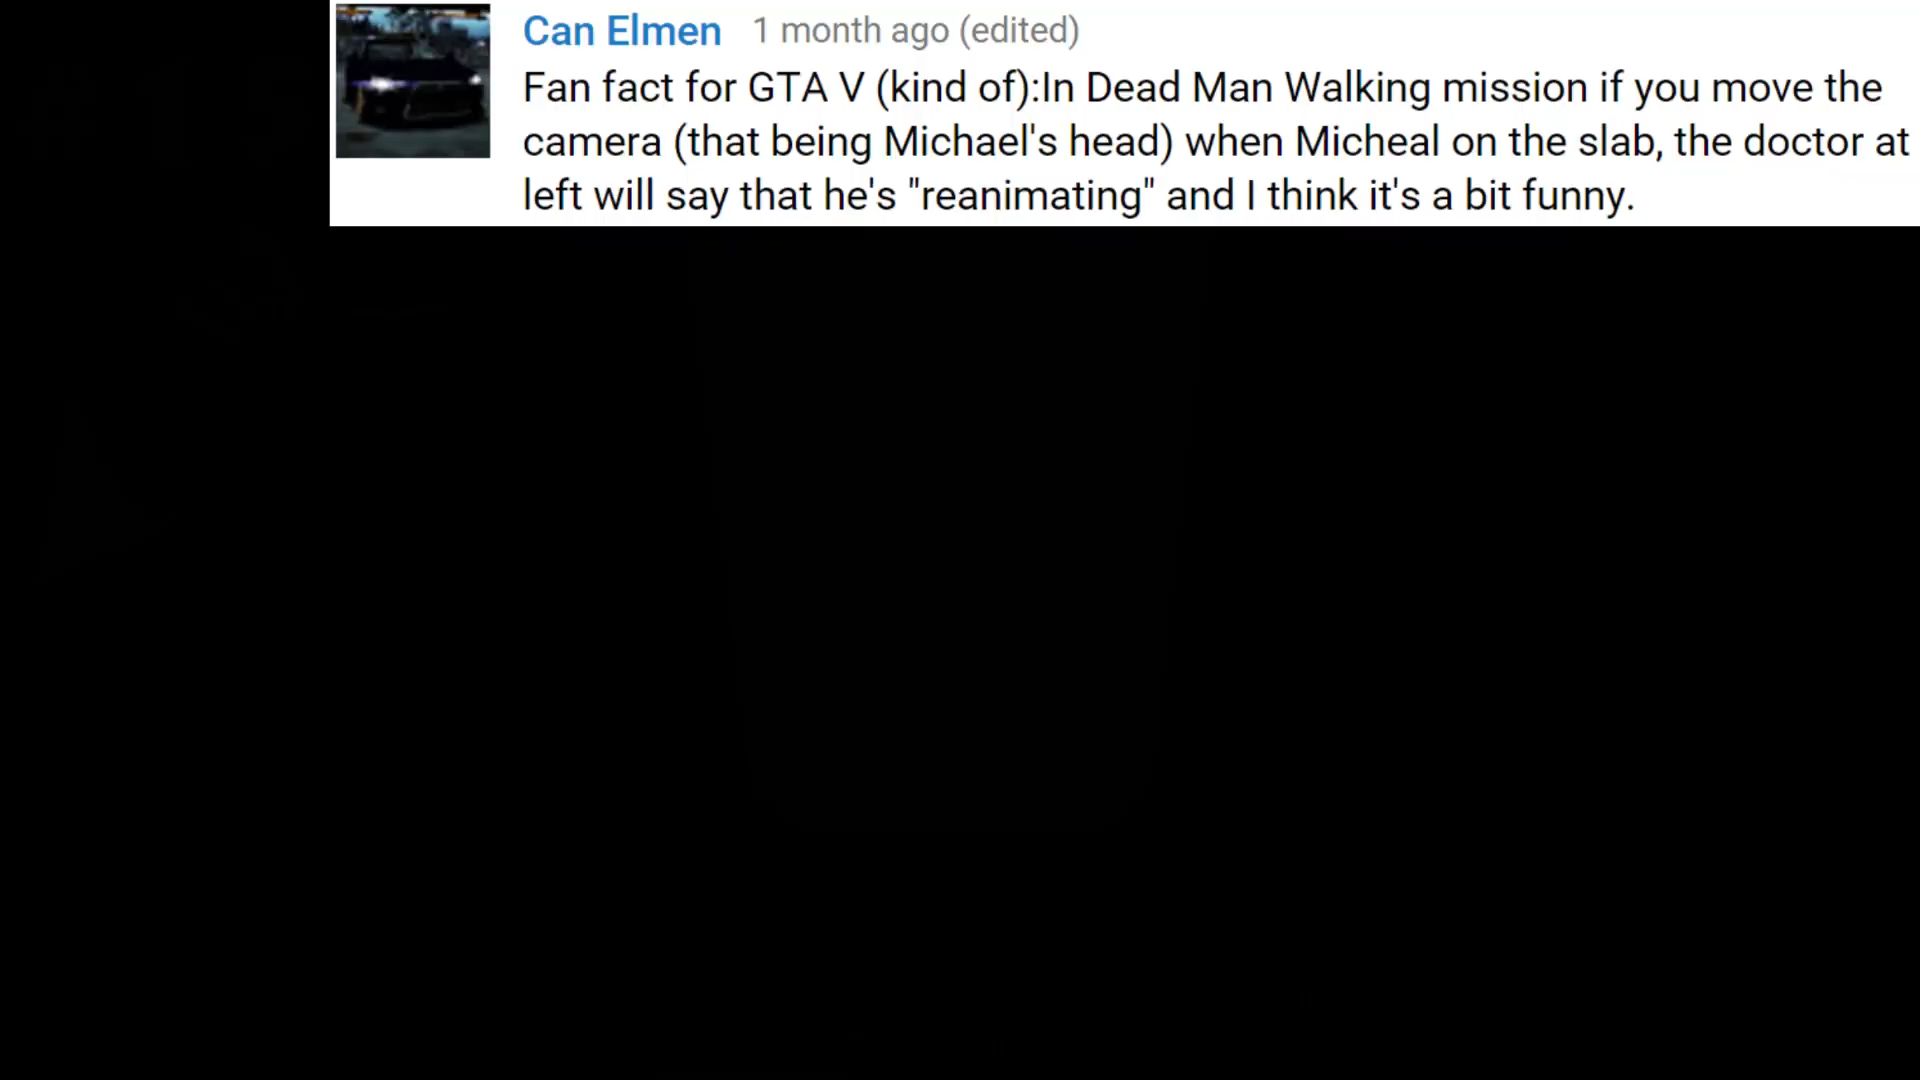 Can Elmen 1 month ago (edited)
Fan fact for GTA V (kind of):In Dead Man Walking mission if you move the
camera (that being Michael's head) when Micheal on the slab, the doctor at
left will say that he's "reanimating" and I think it's a bit funny.